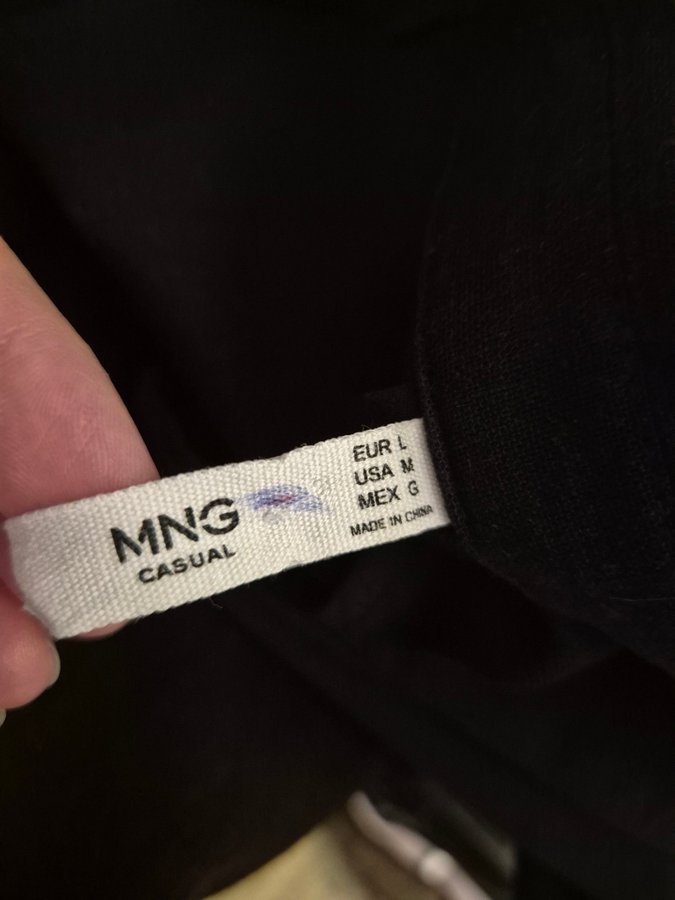 MNG
CASUAL
EUR L
USA M
MEX G
MADE IN CHINA